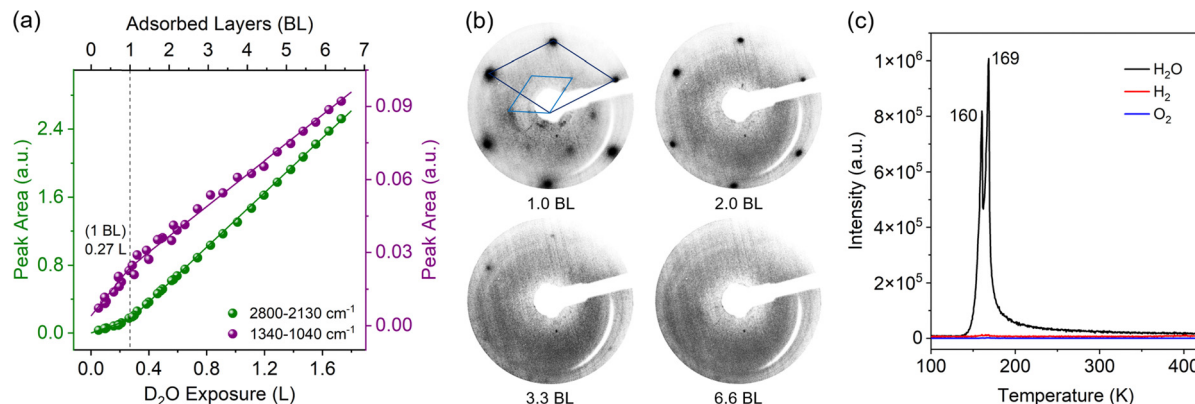 (a)
Adsorbed Layers (BL)
0 1 2 3 4 5 6 7
Peak Area (a.u.)
2.4
1.6
0.8
0.0
(1 BL)
0.27 L
2800-2130 cm⁻¹
1340-1040 cm⁻¹
0.09
0.06
0.03
0.00
Peak Area (a.u.)
0.0 0.4 0.8 1.2 1.6
D₂O Exposure (L)
(b)
1.0 BL
2.0 BL
3.3 BL
6.6 BL
(c)
Intensity (a.u.)
1×10⁶
8×10⁵
6×10⁵
4×10⁵
2×10⁵
0
169
160
H₂O
H₂
O₂
100 200 300 400
Temperature (K)